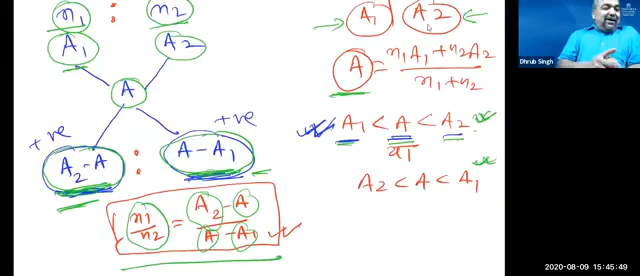 n1 : n2
A1 A2
A
+ve +ve
A2-A : A-A1
n1/n2 = A2-A/A-A1
A1 A2
A = n1A1+n2A2/n1+n2
A1 < A < A2
A2 < A < A1
Dhrub Singh
2020-08-09 15:45:49